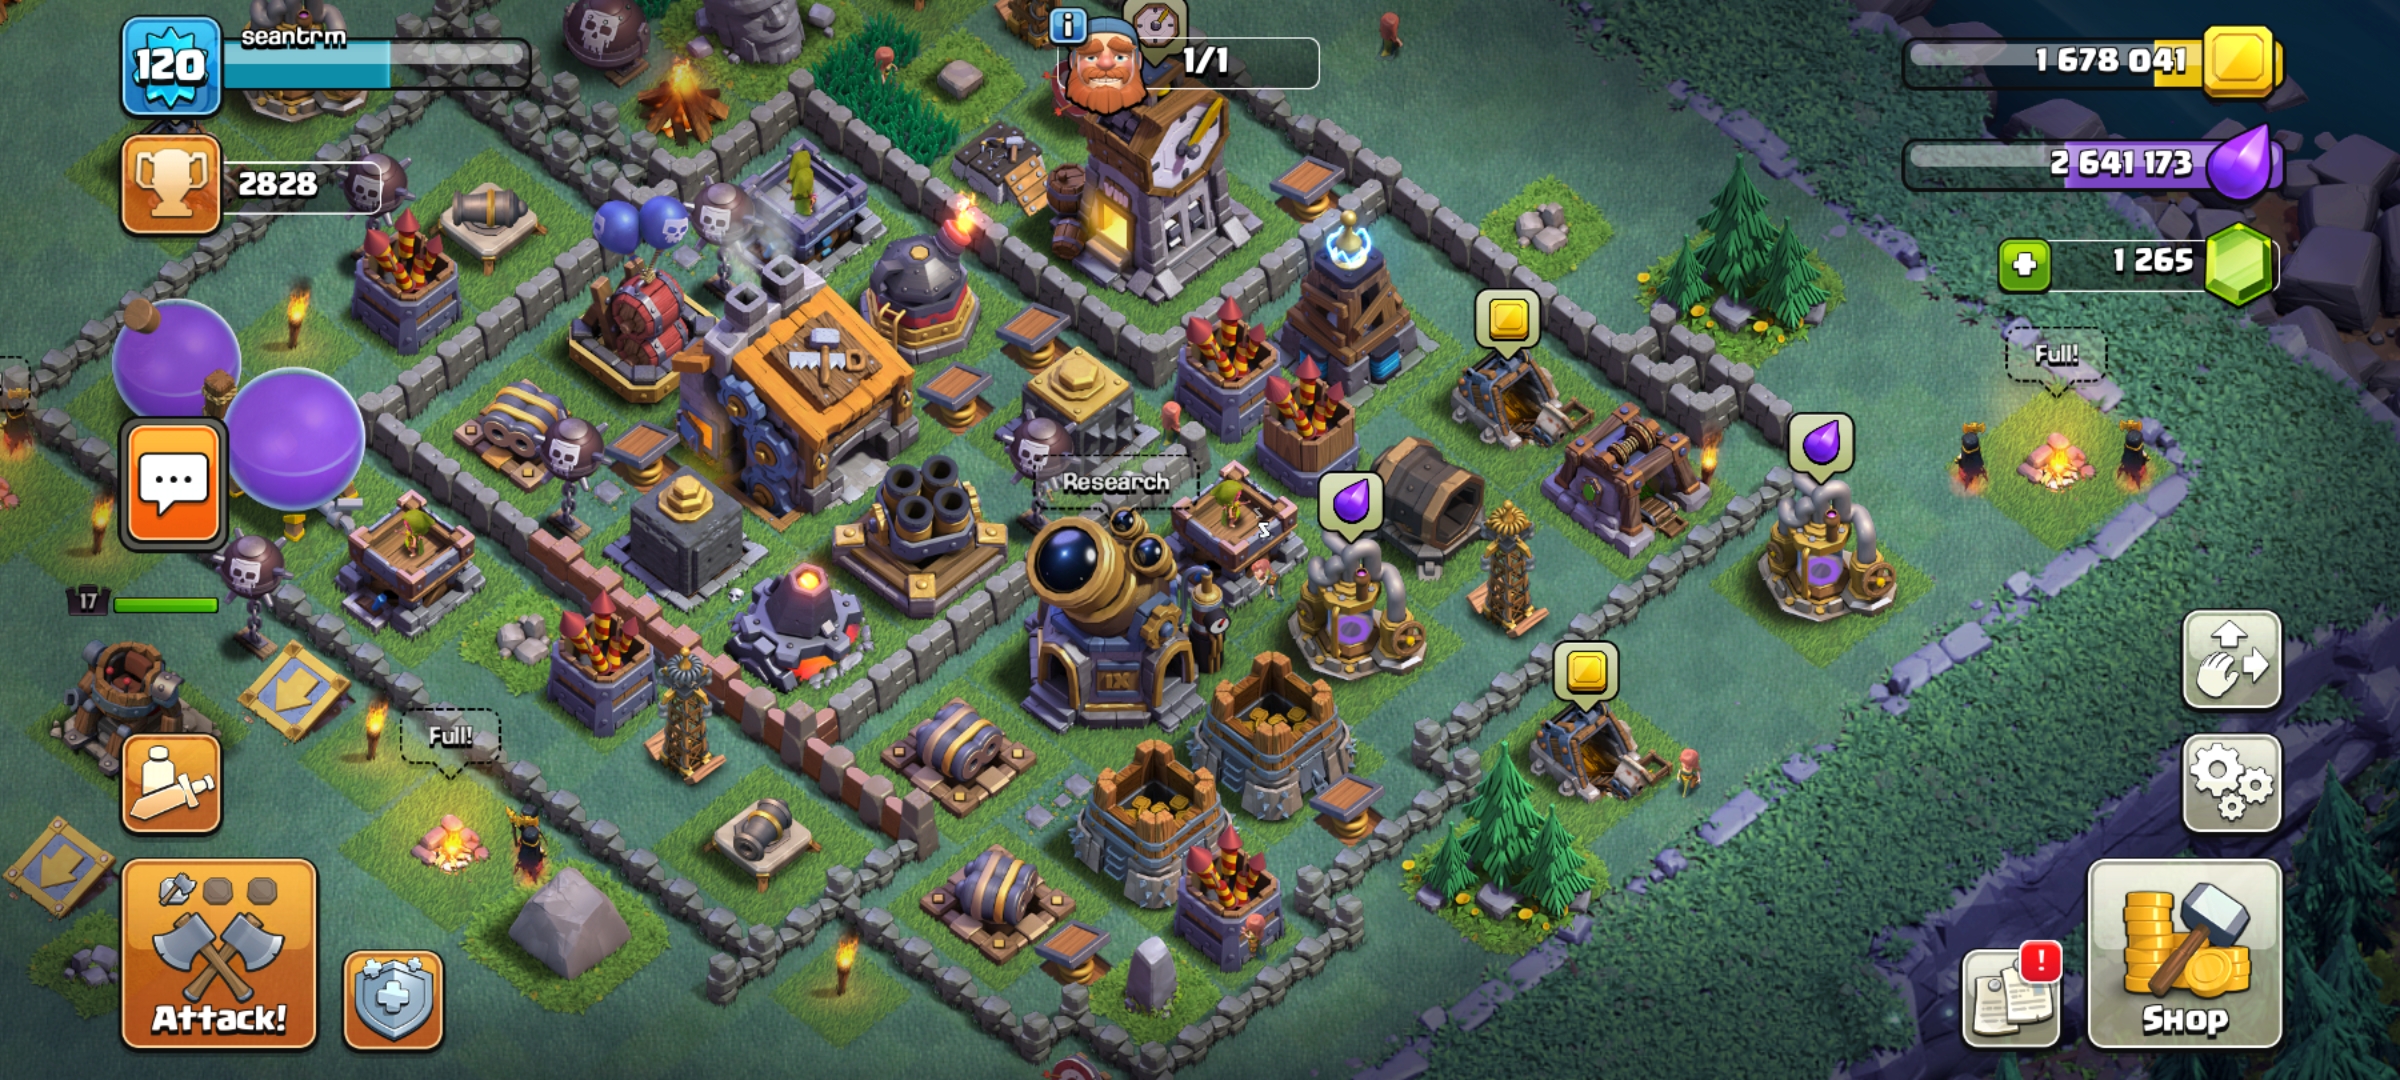 120
seantrm
1/1
1 678 041
2828
2 641 173
1 265
Full!
Research
z
17
IX
Full!
!
Attack!
Shop